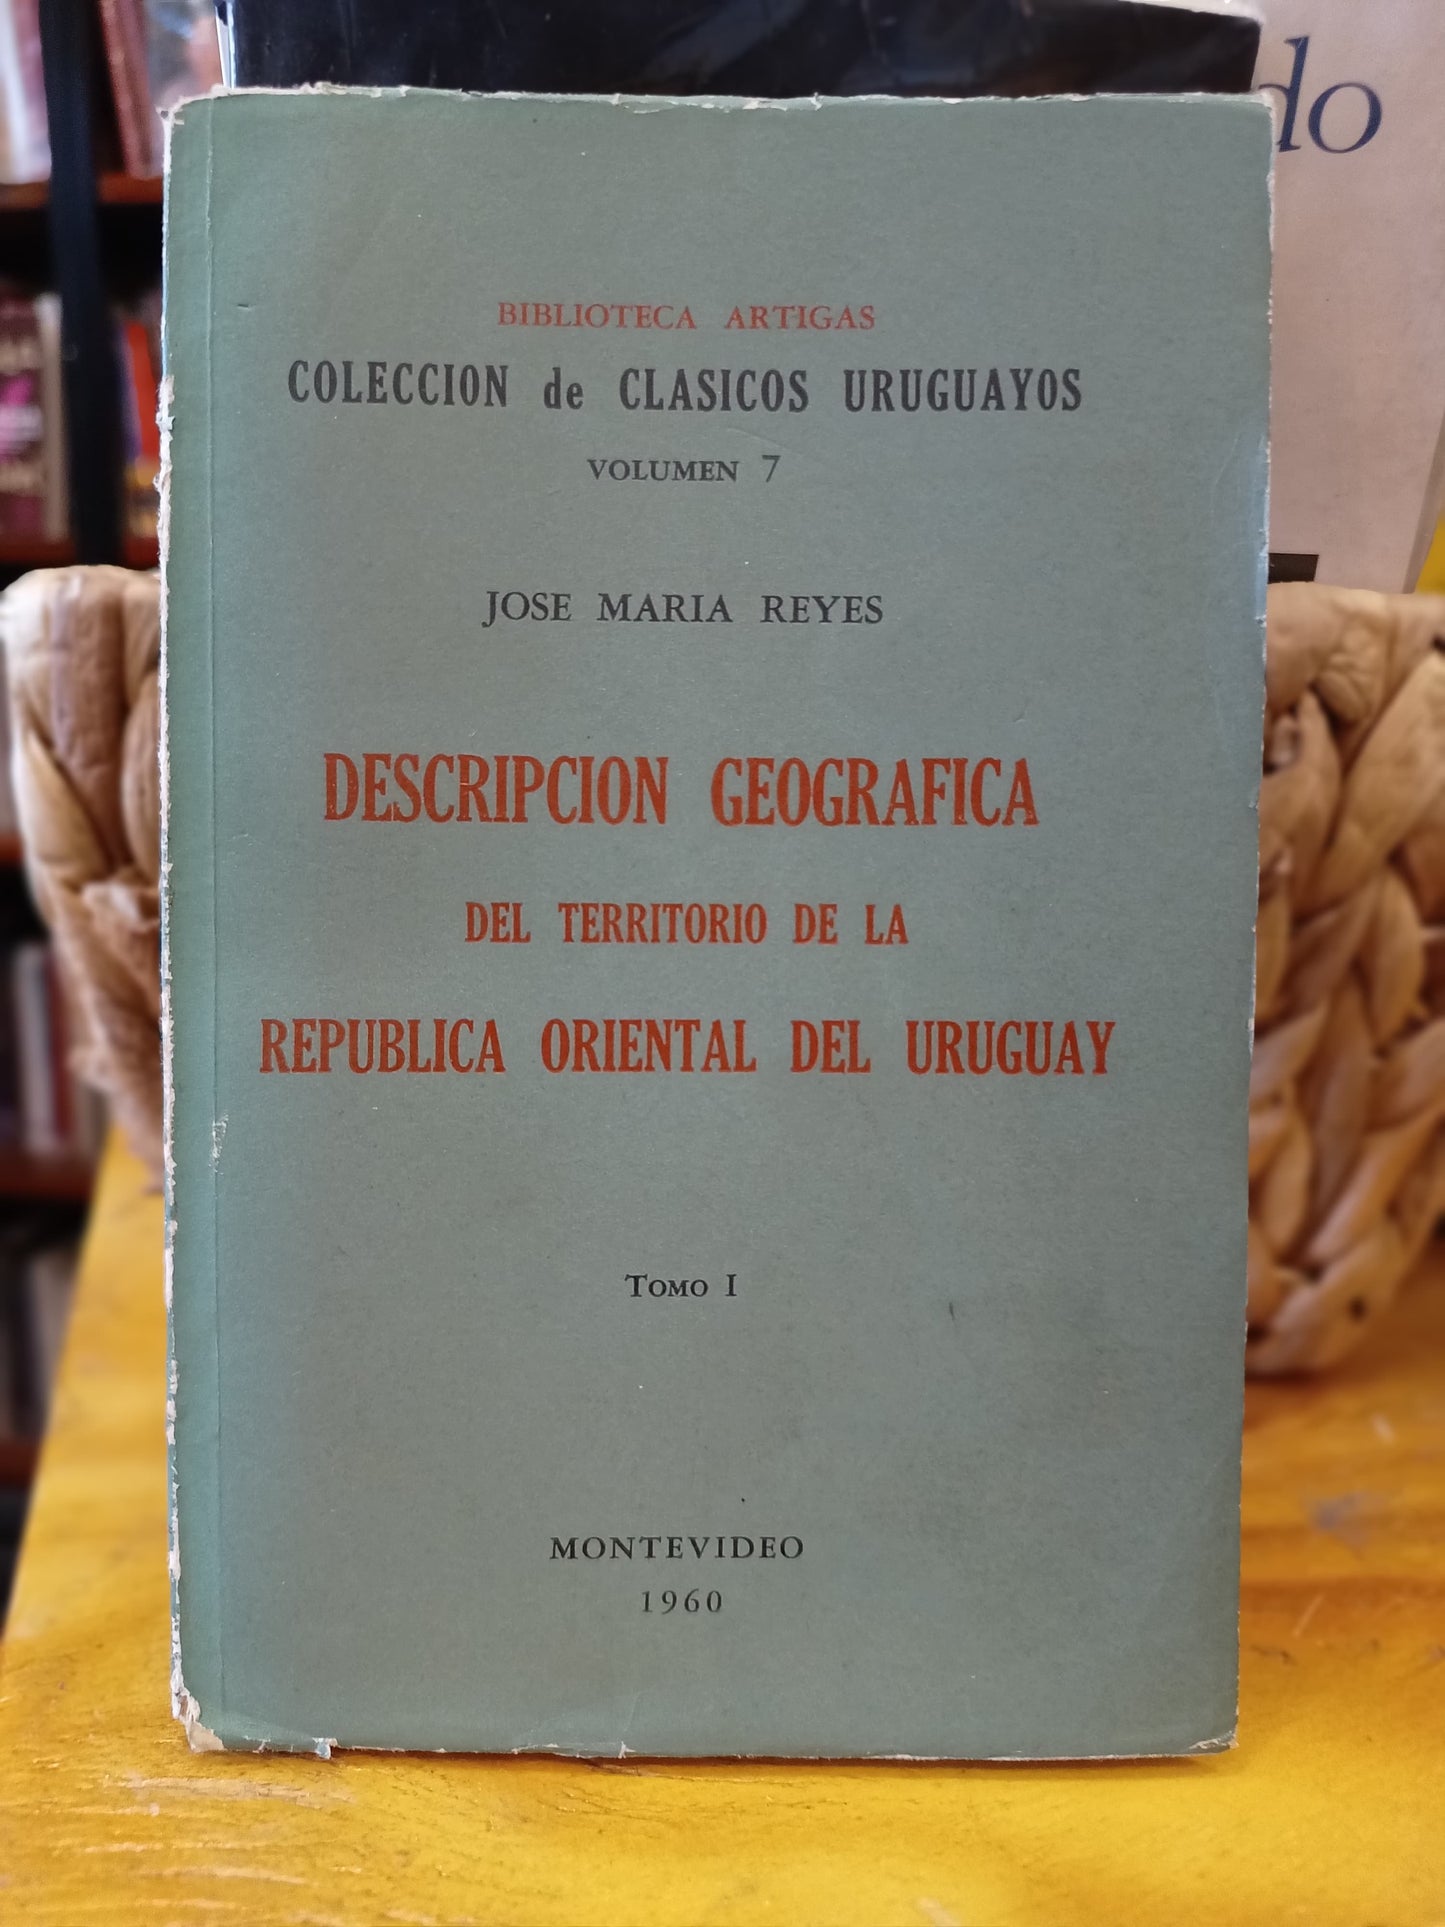 do
BIBLIOTECA ARTIGAS
COLECCION de CLASICOS URUGUAYOS
VOLUMEN 7
JOSE MARIA REYES
DESCRIPCION GEOGRAFICA
DEL TERRITORIO DE LA
REPUBLICA ORIENTAL DEL URUGUAY
TOMO I
MONTEVIDEO
1960